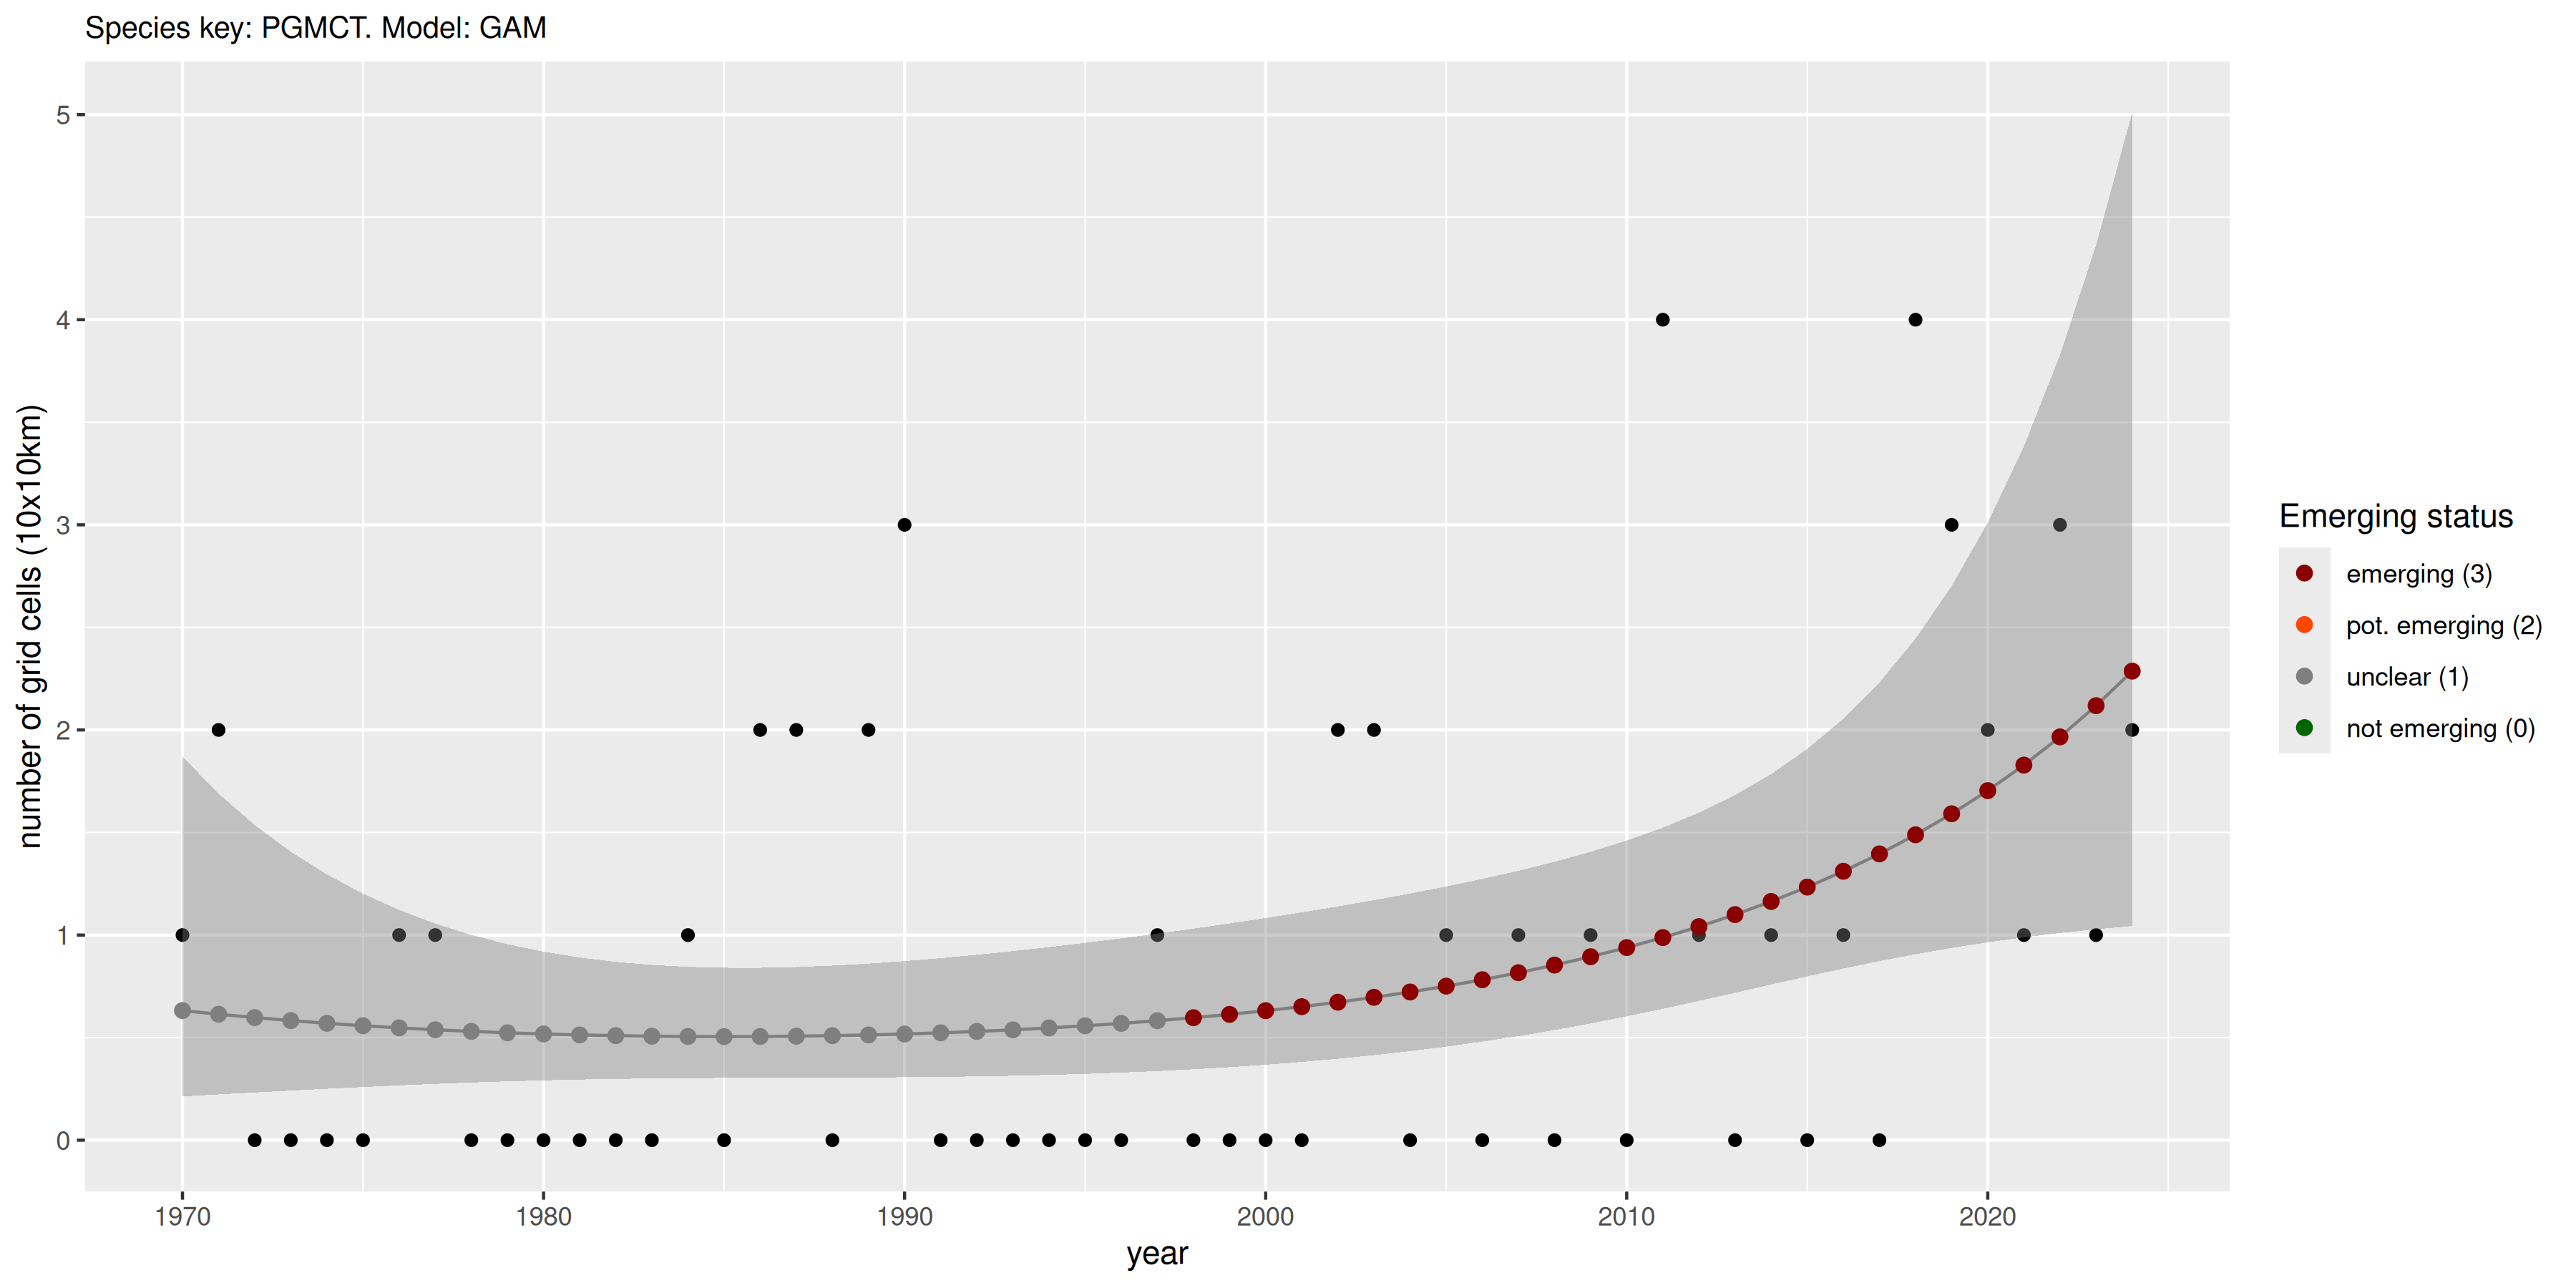 Species key: PGMCT. Model: GAM
5
4
3
2
1
0
number of grid cells (10x10km)
1970 1980 1990 2000 2010 2020
year
Emerging status
emerging (3)
pot. emerging (2)
unclear (1)
not emerging (0)